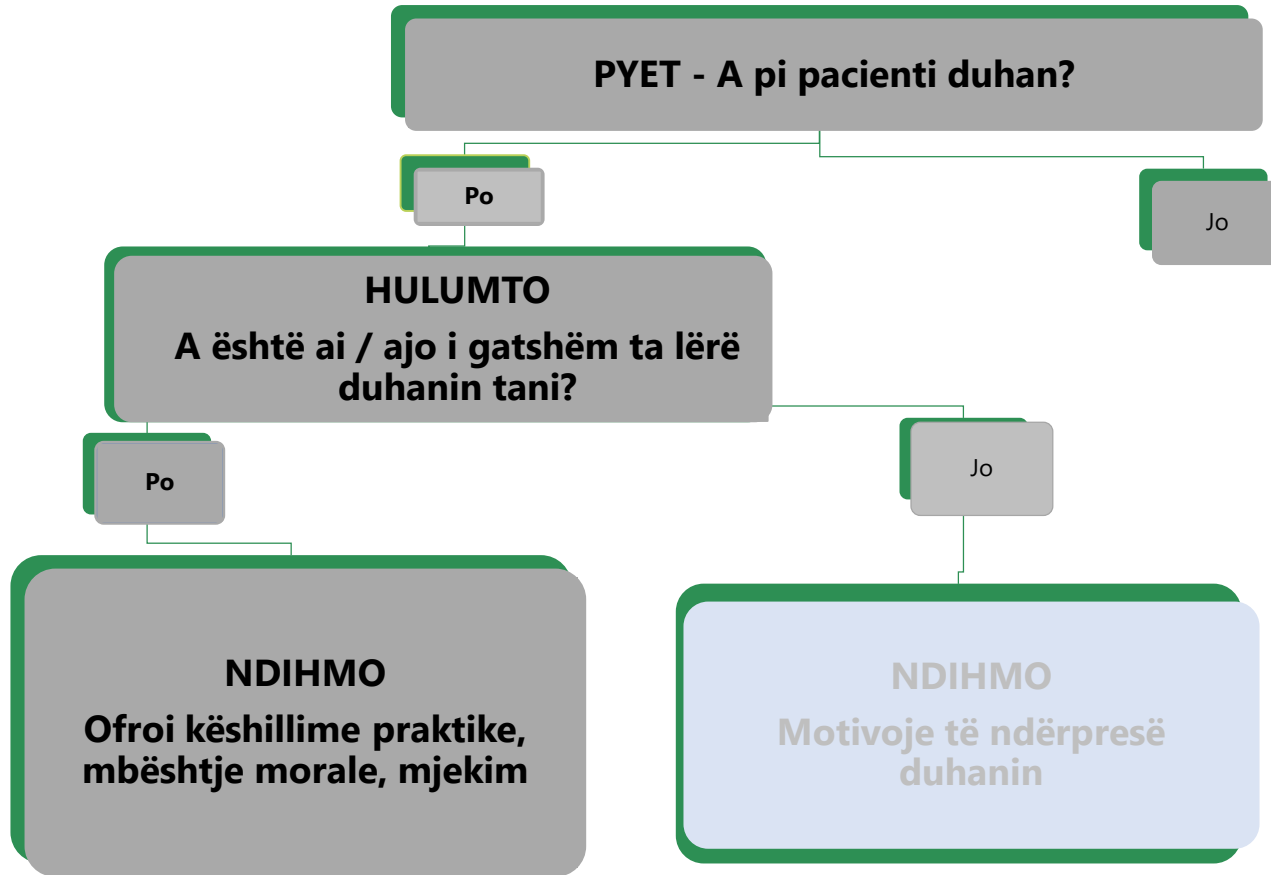 PYET - A pi pacienti duhan?
Po
Jo
HULUMTO
A është ai / ajo i gatshëm ta lërë
duhanin tani?
Po
Jo
NDIHMO
Ofroi këshillime praktike,
mbështje morale, mjekim
NDIHMO
Motivoje të ndërpresë
duhanin